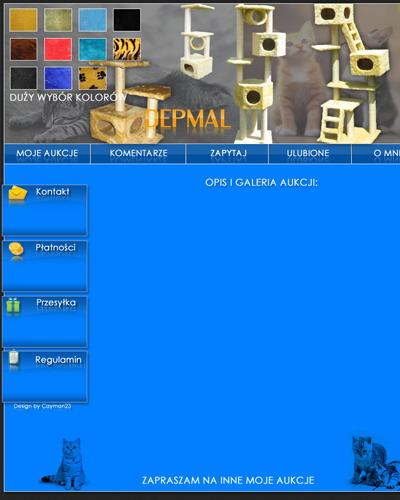 DUŻY WYBÓR KOLORÓW
DEPMAL
MOJE AUKCJE KOMENTARZE ZAPYTAJ ULUBIONE O MNI
OPIS I GALERIA AUKCJI:
Kontakt
Płatności
Przesyłka
Regulamin
Design by Cayman23
ZAPRASZAM NA INNE MOJE AUKCJE